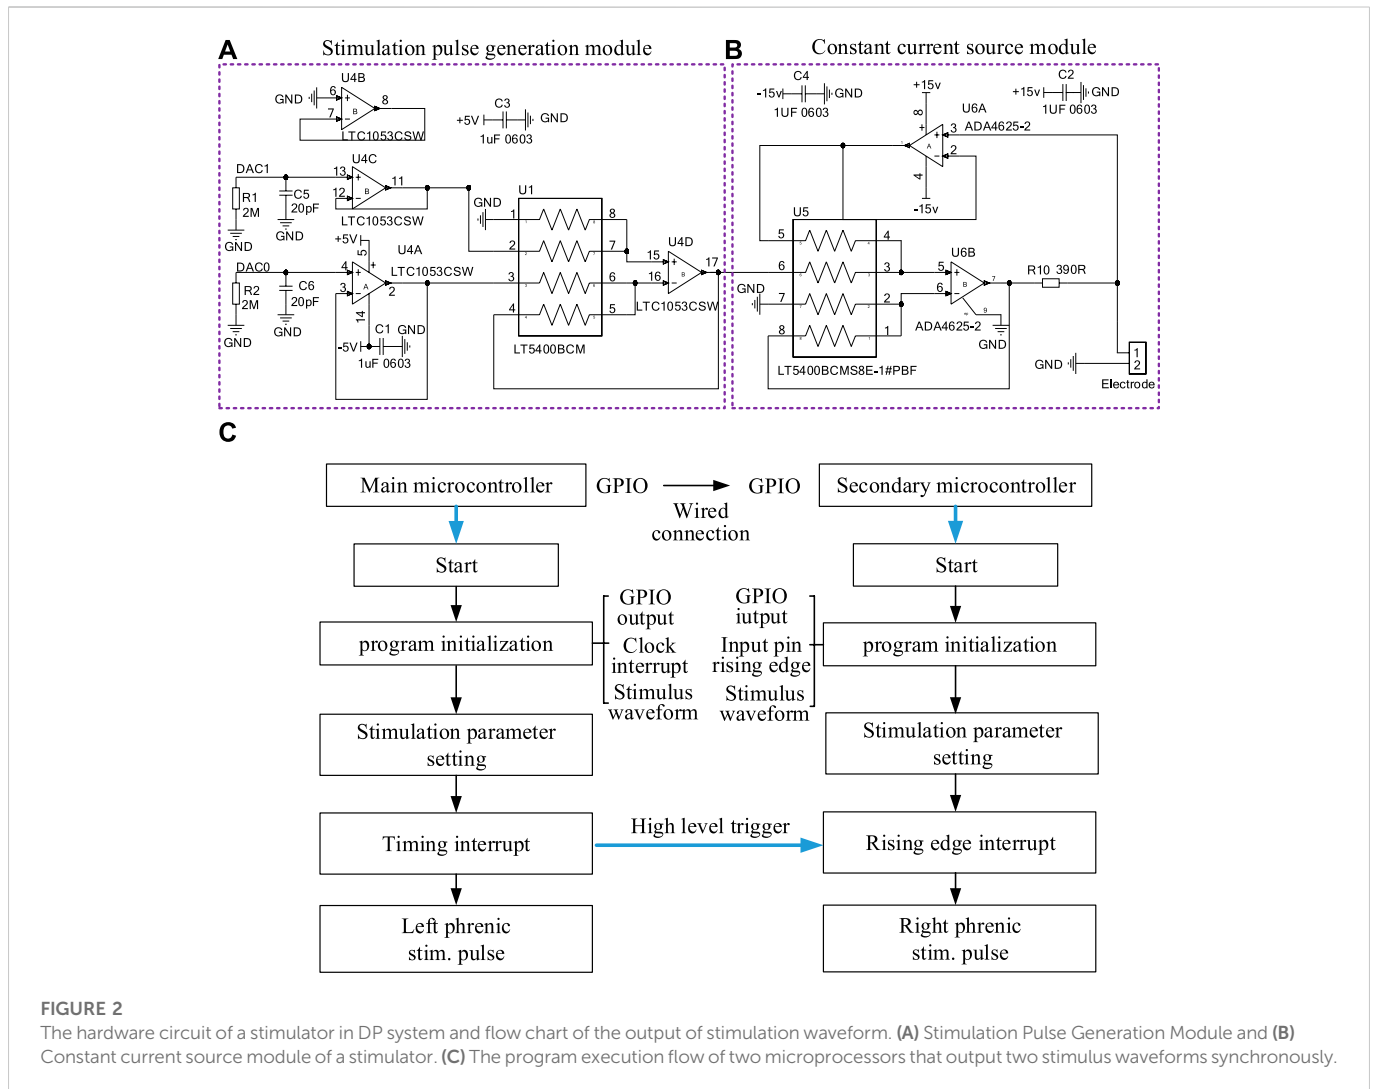 A Stimulation pulse generation module
B Constant current source module
U4B
GND 6 + 8
7 − B
LTC1053CSW
C3
+5V GND
1uF 0603
DAC1
U4C
13 + 11
12 − B
R1
2M
C5
20pF
GND
GND
LTC1053CSW
+5V
5
U4A
DAC0
LTC1053CSW
4 +
3 − A 2
R2
2M
C6
20pF
GND
GND
14
C1 GND
-5V
1uF 0603
U1
GND
1 8
2 7
3 6
4 5
LT5400BCM
U4D
15 + 17
16 − B
LTC1053CSW
C4
-15v GND
1UF 0603
+15v
8
C2
+15v GND
1UF 0603
U6A
ADA4625-2
3 +
2 −
A
4
-15v
U5
5 4
6 3
7 2
8 1
GND
LT5400BCMS8E-1#PBF
U6B
5 + 7
6 − B
9
ADA4625-2
GND
R10 390R
GND
1
2
Electrode
C
Main microcontroller GPIO GPIO Secondary microcontroller
Wired
connection
Start Start
program initialization
GPIO
output
Clock
interrupt
Stimulus
waveform
GPIO
iutput
Input pin
rising edge
Stimulus
waveform
program initialization
Stimulation parameter
setting
Stimulation parameter
setting
Timing interrupt High level trigger Rising edge interrupt
Left phrenic
stim. pulse
Right phrenic
stim. pulse
FIGURE 2
The hardware circuit of a stimulator in DP system and flow chart of the output of stimulation waveform. (A) Stimulation Pulse Generation Module and (B)
Constant current source module of a stimulator. (C) The program execution flow of two microprocessors that output two stimulus waveforms synchronously.